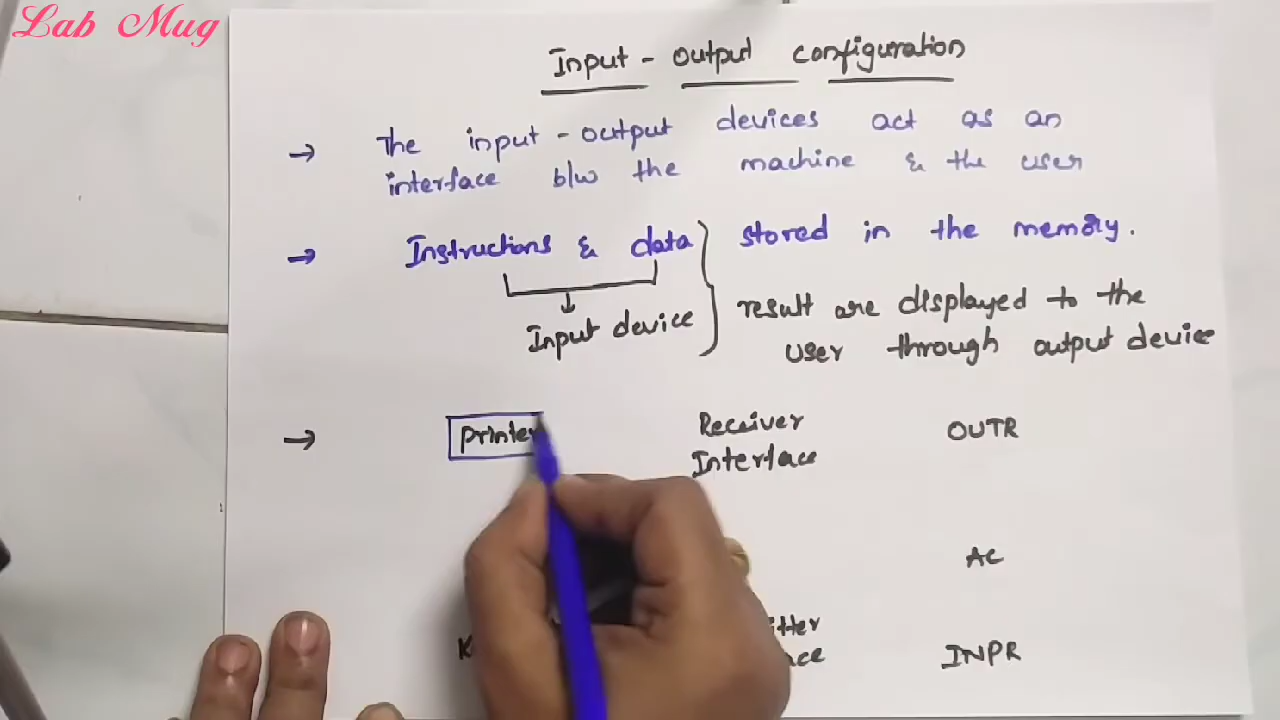 Lab Mug
Input - Output configuration
→ The input - output devices act as an
interface b/w the machine & the user
→ Instructions & data } stored in the memory.
Input device
result are displayed to the
user through output device
→ Printer Receiver OUTR
Interface
AC
INPR